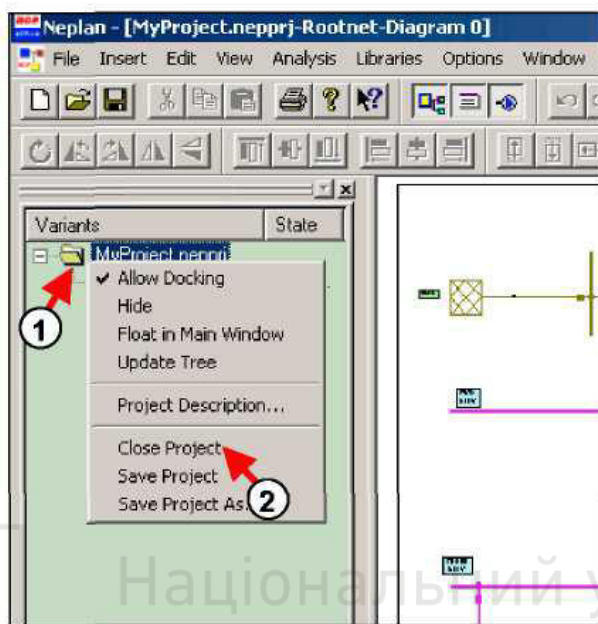 Neplan - [MyProject.nepprj-Rootnet-Diagram 0]
File Insert Edit View Analysis Libraries Options Window
Variants State
MyProject.nepprj
Allow Docking
1
Hide
Float in Main Window
Update Tree
Project Description...
Close Project
Save Project
2
Save Project As.
Національний у